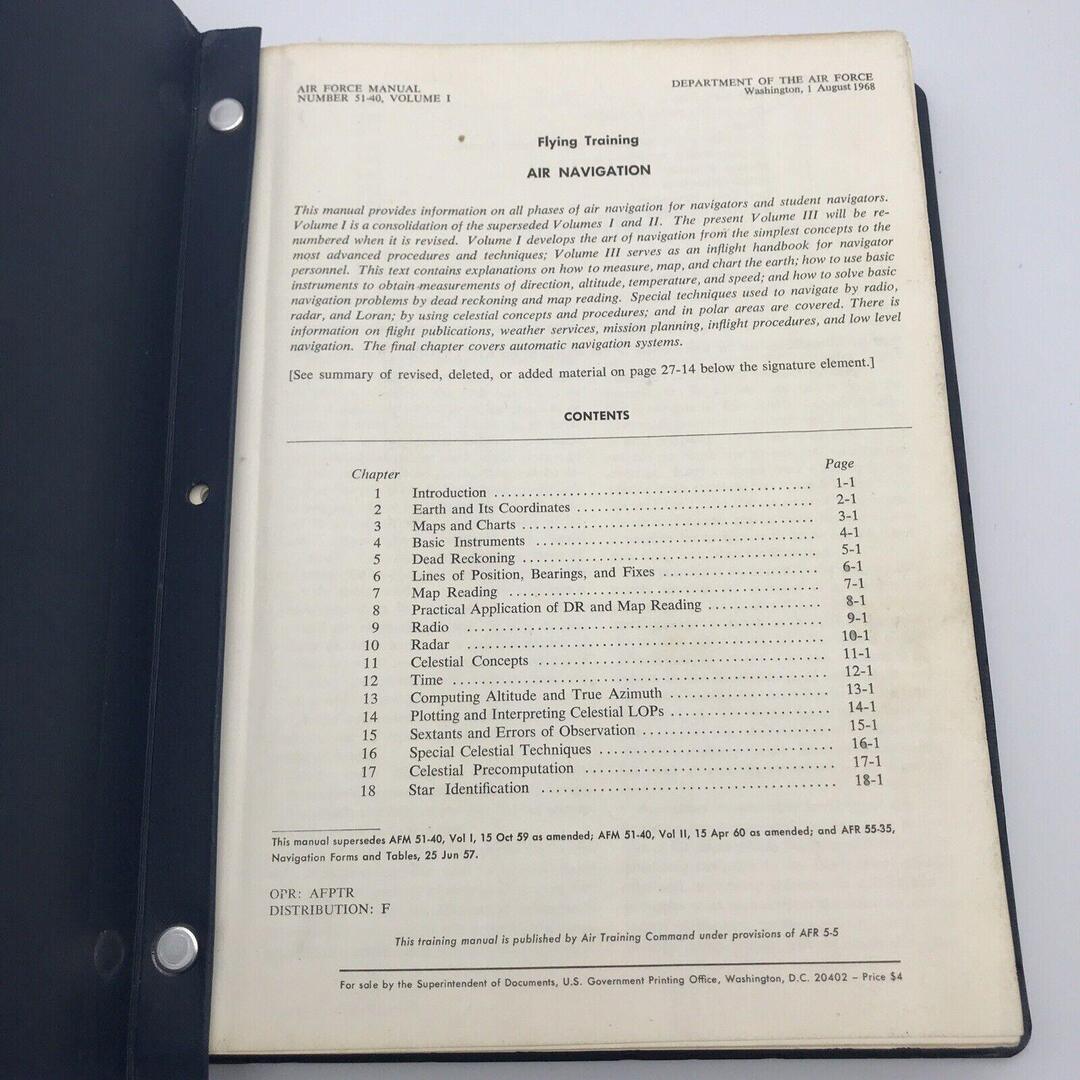 AIR FORCE MANUAL
NUMBER 51-40, VOLUME I
DEPARTMENT OF THE AIR FORCE
Washington, 1 August 1968
Flying Training
AIR NAVIGATION
This manual provides information on all phases of air navigation for navigators and student navigators.
Volume I is a consolidation of the superseded Volumes I and II. The present Volume III will be re-
numbered when it is revised. Volume I develops the art of navigation from the simplest concepts to the
most advanced procedures and techniques; Volume III serves as an inflight handbook for navigator
personnel. This text contains explanations on how to measure, map, and chart the earth; how to use basic
instruments to obtain measurements of direction, altitude, temperature, and speed; and how to solve basic
navigation problems by dead reckoning and map reading. Special techniques used to navigate by radio,
radar, and Loran; by using celestial concepts and procedures; and in polar areas are covered. There is
information on flight publications, weather services, mission planning, inflight procedures, and low level
navigation. The final chapter covers automatic navigation systems.
[See summary of revised, deleted, or added material on page 27-14 below the signature element.]
CONTENTS
Chapter Page
1 Introduction 1-1
2 Earth and Its Coordinates 2-1
3 Maps and Charts 3-1
4 Basic Instruments 4-1
5 Dead Reckoning 5-1
6 Lines of Position, Bearings, and Fixes 6-1
7 Map Reading 7-1
8 Practical Application of DR and Map Reading 8-1
9 Radio 9-1
10 Radar 10-1
11 Celestial Concepts 11-1
12 Time 12-1
13 Computing Altitude and True Azimuth 13-1
14 Plotting and Interpreting Celestial LOPs 14-1
15 Sextants and Errors of Observation 15-1
16 Special Celestial Techniques 16-1
17 Celestial Precomputation 17-1
18 Star Identification 18-1
This manual supersedes AFM 51-40, Vol I, 15 Oct 59 as amended; AFM 51-40, Vol II, 15 Apr 60 as amended; and AFR 55-35,
Navigation Forms and Tables, 25 Jun 57.
OPR: AFPTR
DISTRIBUTION: F
This training manual is published by Air Training Command under provisions of AFR 5-5
For sale by the Superintendent of Documents, U.S. Government Printing Office, Washington, D.C. 20402 – Price $4